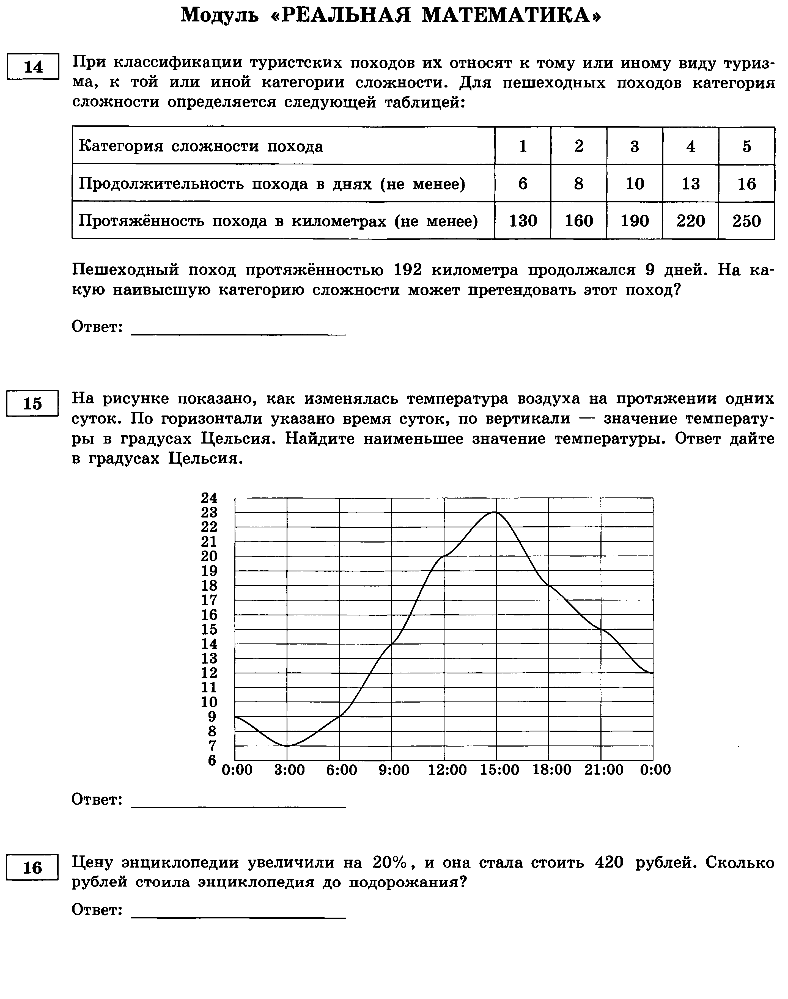 Модуль «РЕАЛЬНАЯ МАТЕМАТИКА»
14
При классификации туристских походов их относят к тому или иному виду туриз-
ма, к той или иной категории сложности. Для пешеходных походов категория
сложности определяется следующей таблицей:
Категория сложности похода 1 2 3 4 5
Продолжительность похода в днях (не менее) 6 8 10 13 16
Протяжённость похода в километрах (не менее) 130 160 190 220 250
Пешеходный поход протяжённостью 192 километра продолжался 9 дней. На ка-
кую наивысшую категорию сложности может претендовать этот поход?
Ответ:
15
На рисунке показано, как изменялась температура воздуха на протяжении одних
суток. По горизонтали указано время суток, по вертикали — значение температу-
ры в градусах Цельсия. Найдите наименьшее значение температуры. Ответ дайте
в градусах Цельсия.
24
23
22
21
20
19
18
17
16
15
14
13
12
11
10
9
8
7
6
0:00 3:00 6:00 9:00 12:00 15:00 18:00 21:00 0:00
Ответ:
16
Цену энциклопедии увеличили на 20%, и она стала стоить 420 рублей. Сколько
рублей стоила энциклопедия до подорожания?
Ответ: